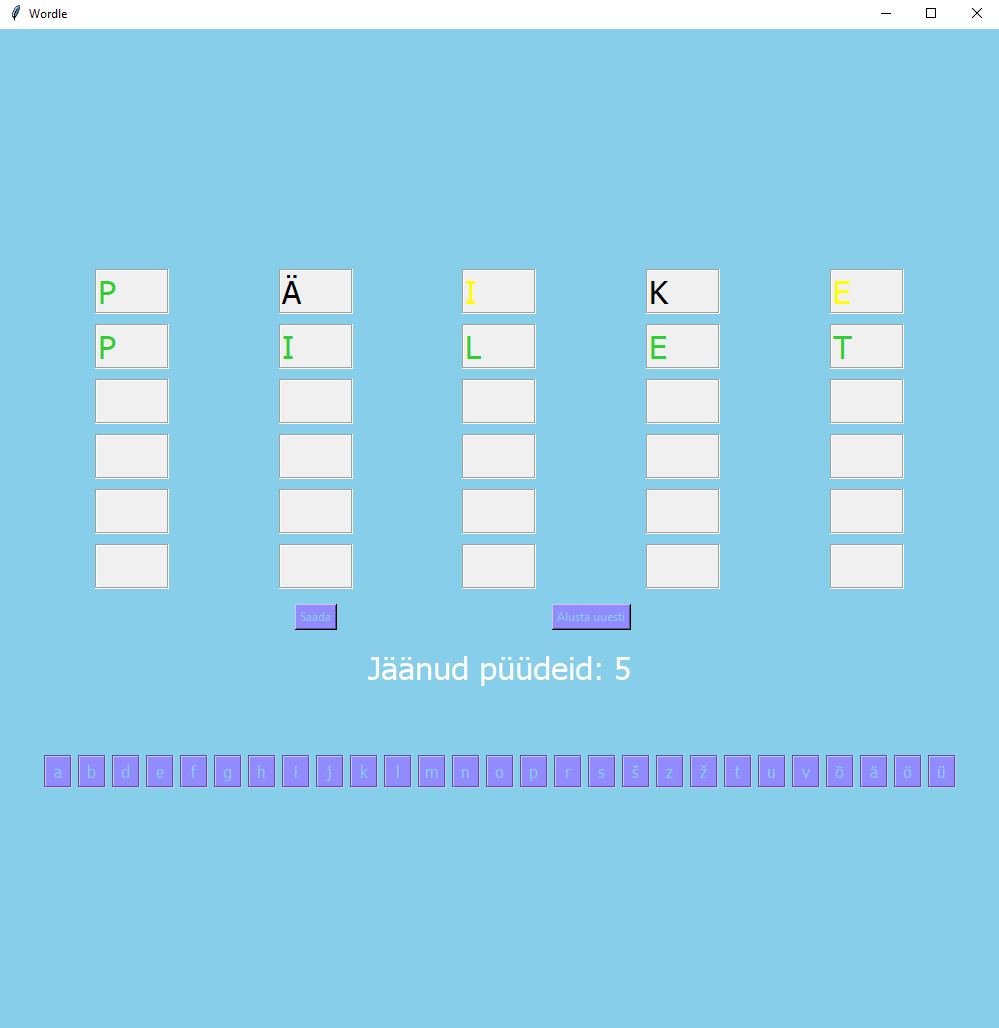 Wordle
P Ä I K E
P I L E T
Saada Alusta uuesti
Jäänud püüdeid: 5
a b d e f g h i j k l m n o p r s š z ž t u v õ ä ö ü